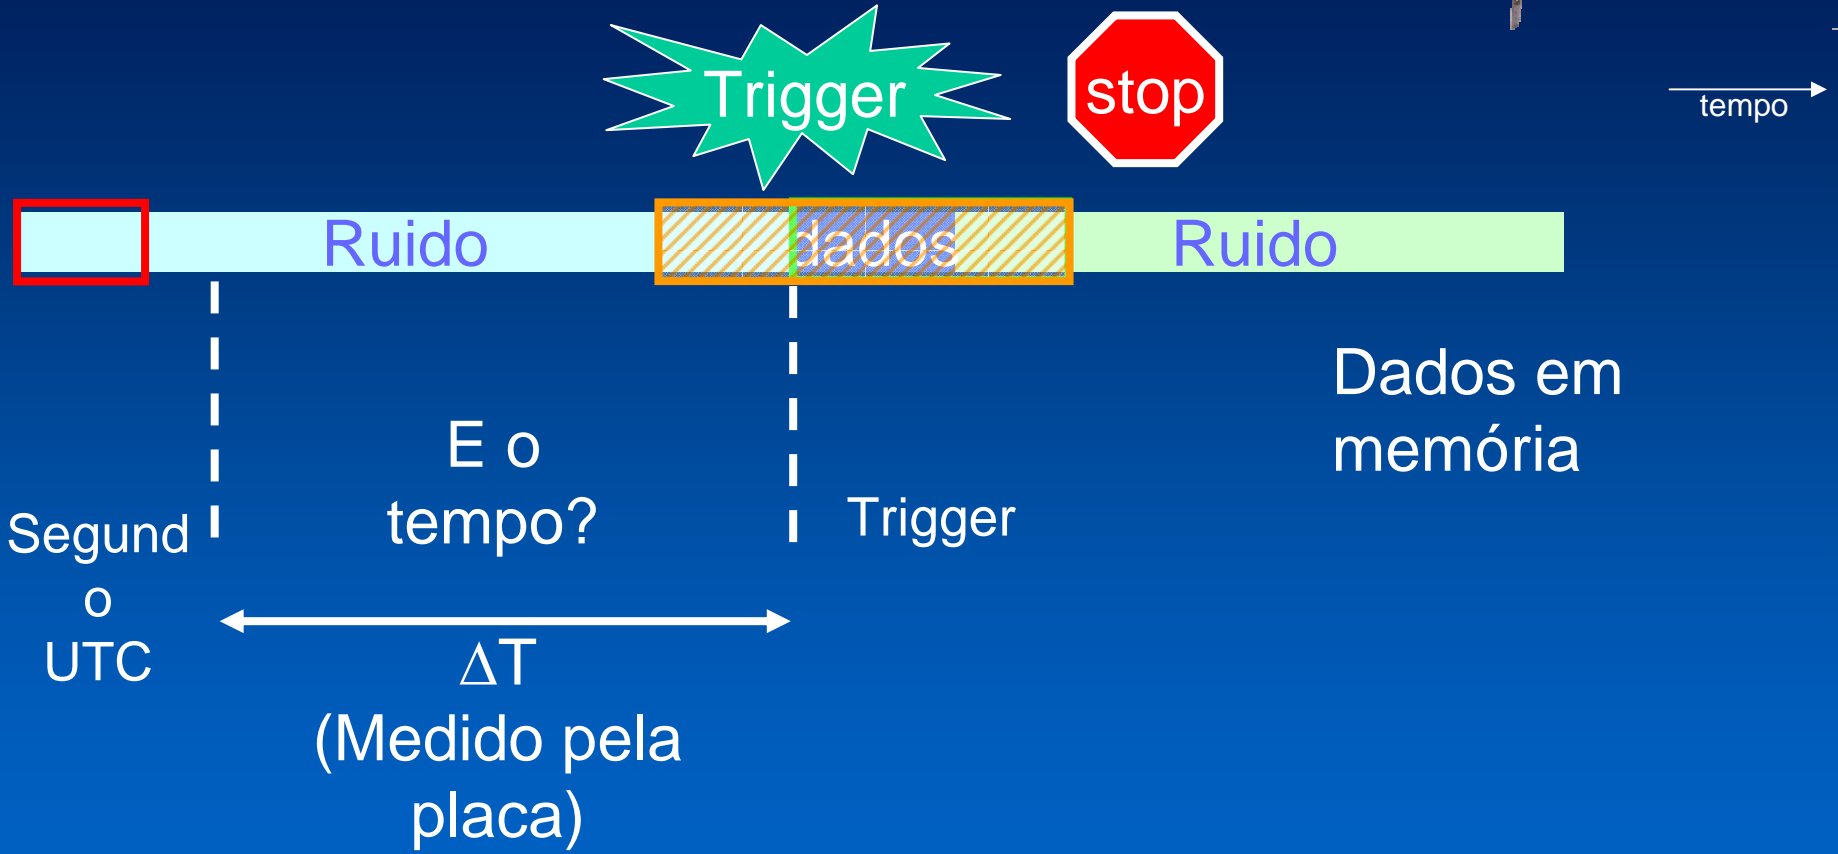 Trigger
stop
tempo
Ruido
dados
Ruido
Dados em
memória
E o
tempo?
Segund
o
UTC
Trigger
ΔT
(Medido pela
placa)